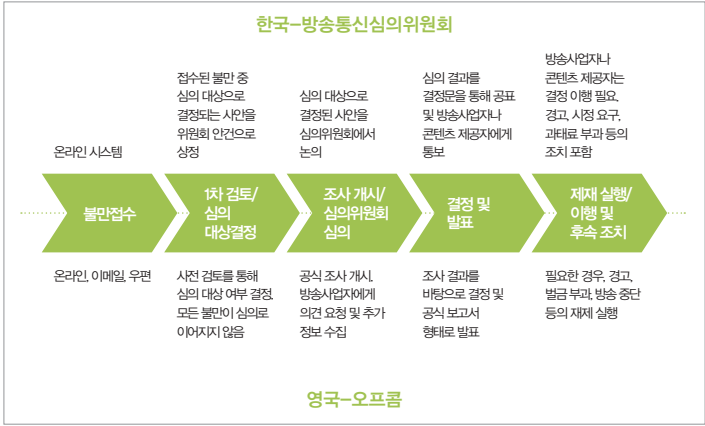 한국-방송통신심의위원회
온라인 시스템
접수된 불만 중
심의 대상으로
결정되는 사안을
위원회 안건으로
상정
심의 대상으로
결정된 사안을
심의위원회에서
논의
심의 결과를
결정문을 통해 공표
및 방송사업자나
콘텐츠 제공자에게
통보
방송사업자나
콘텐츠 제공자는
결정 이행 필요.
경고, 시정 요구,
과태료 부과 등의
조치 포함
불만접수
1차 검토/
심의
대상결정
조사 개시/
심의위원회
심의
결정 및
발표
제재 실행/
이행 및
후속 조치
온라인, 이메일, 우편
사전 검토를 통해
심의 대상 여부 결정.
모든 불만이 심의로
이어지지 않음
공식 조사 개시.
방송사업자에게
의견 요청 및 추가
정보 수집
조사 결과를
바탕으로 결정 및
공식 보고서
형태로 발표
필요한 경우, 경고,
벌금 부과, 방송 중단
등의 재제 실행
영국-오프콤